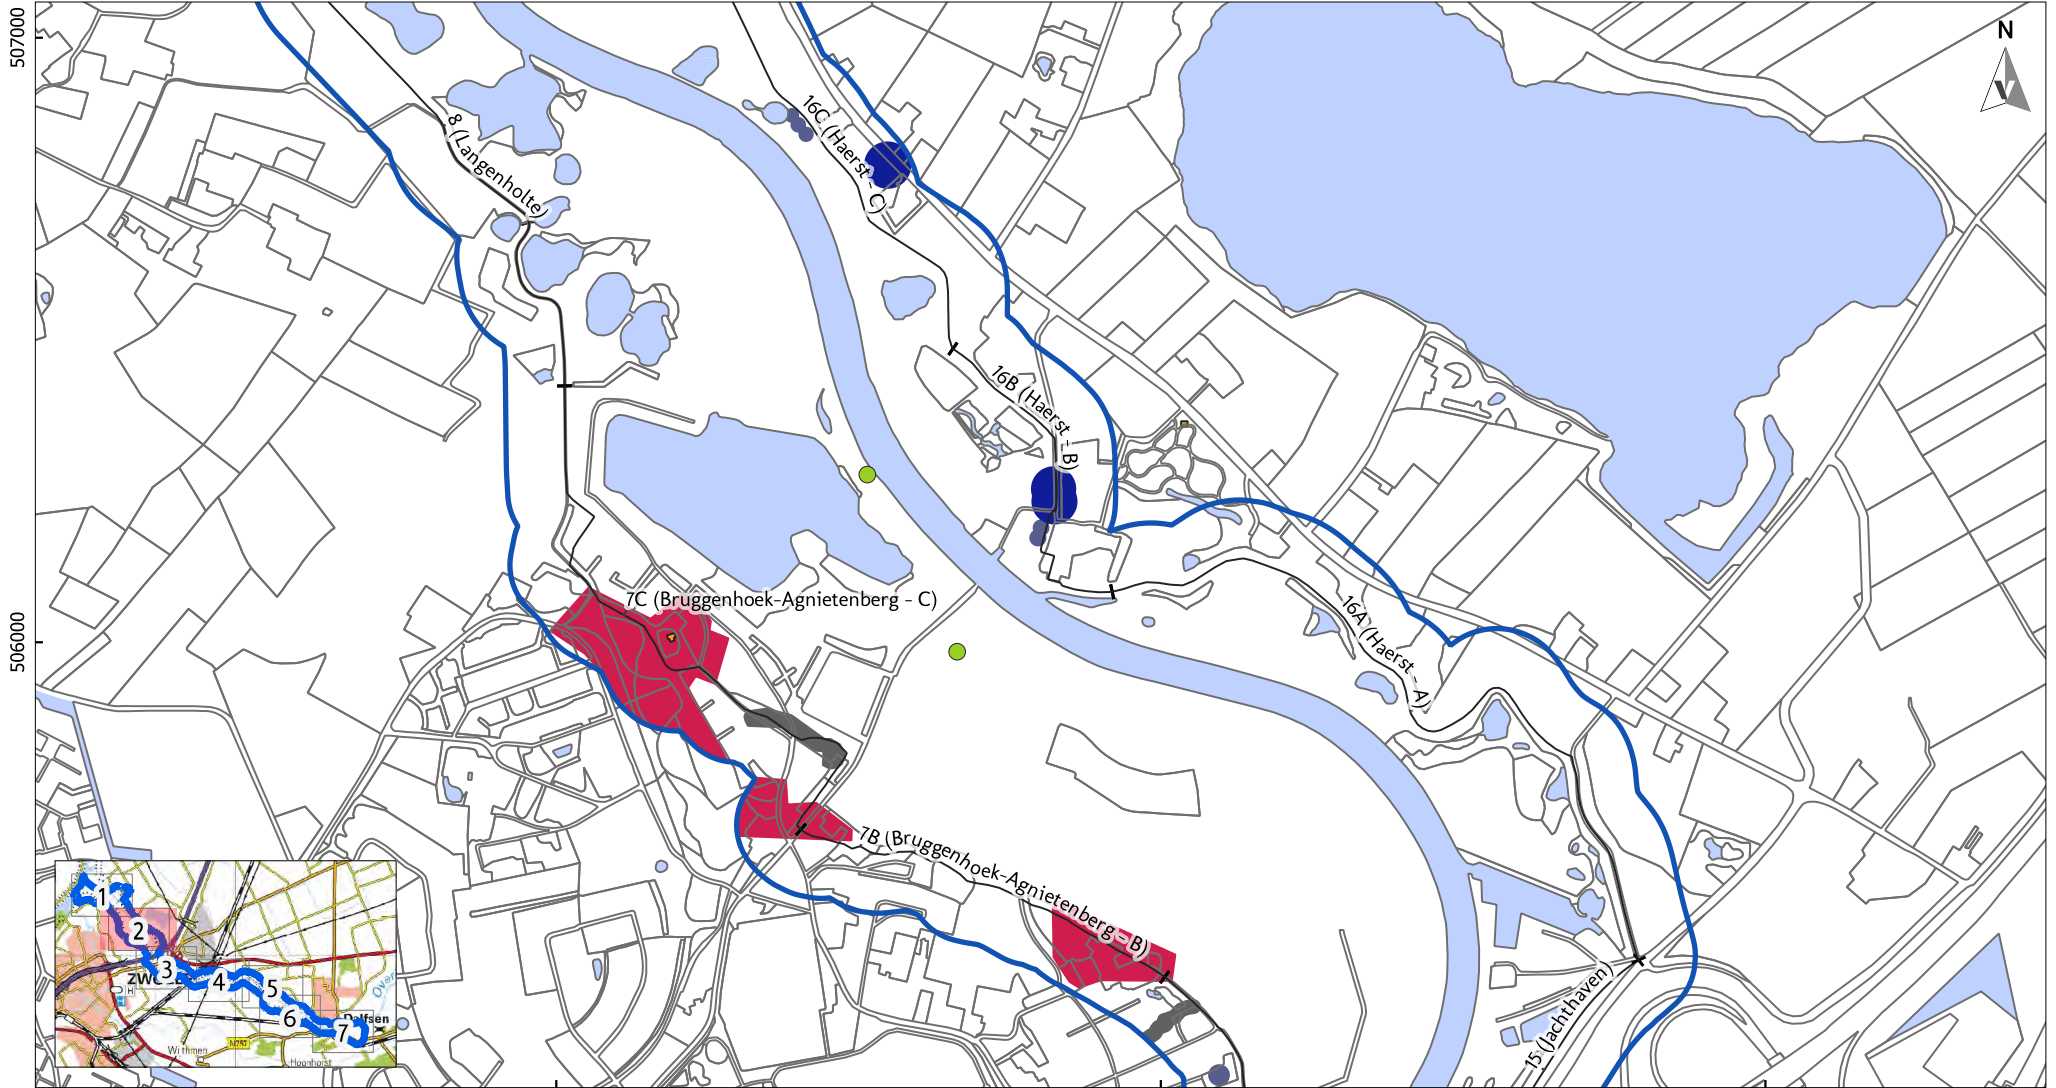 507000
N
16C (Haerst - C)
8 (Langenholte)
16B (Haerst - B)
7C (Bruggenhoek-Agnietenberg - C)
16A (Haerst - A)
506000
7B (Bruggenhoek-Agnietenberg - B)
15 (Jachthaven)
1
2
3
4
5
6
7
Dalfsen
Withmen
N757
Hoonhorst